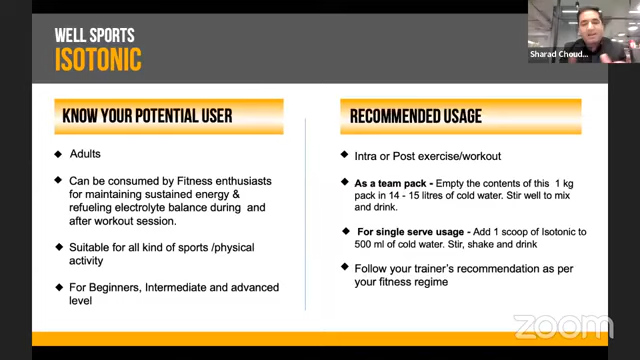 WELL SPORTS
ISOTONIC
Sharad Choud...
KNOW YOUR POTENTIAL USER
Adults
Can be consumed by Fitness enthusiasts
for maintaining sustained energy &
refueling electrolyte balance during and
after workout session.
Suitable for all kind of sports /physical
activity
For Beginners, Intermediate and advanced
level
RECOMMENDED USAGE
Intra or Post exercise/workout
As a team pack - Empty the contents of this 1 kg
pack in 14 - 15 litres of cold water. Stir well to mix
and drink.
For single serve usage - Add 1 scoop of Isotonic to
500 ml of cold water. Stir, shake and drink
Follow your trainer's recommendation as per
your fitness regime
zoom